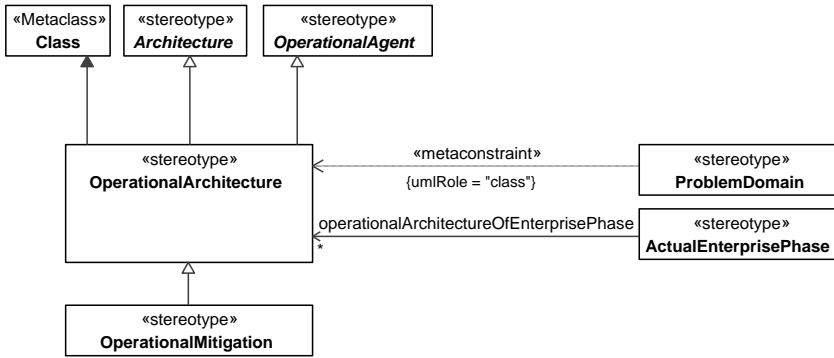 «Metaclass»
Class
«stereotype»
Architecture
«stereotype»
OperationalAgent
«stereotype»
OperationalArchitecture
«metaconstraint»
{umlRole = "class"}
«stereotype»
ProblemDomain
operationalArchitectureOfEnterprisePhase
*
«stereotype»
ActualEnterprisePhase
«stereotype»
OperationalMitigation